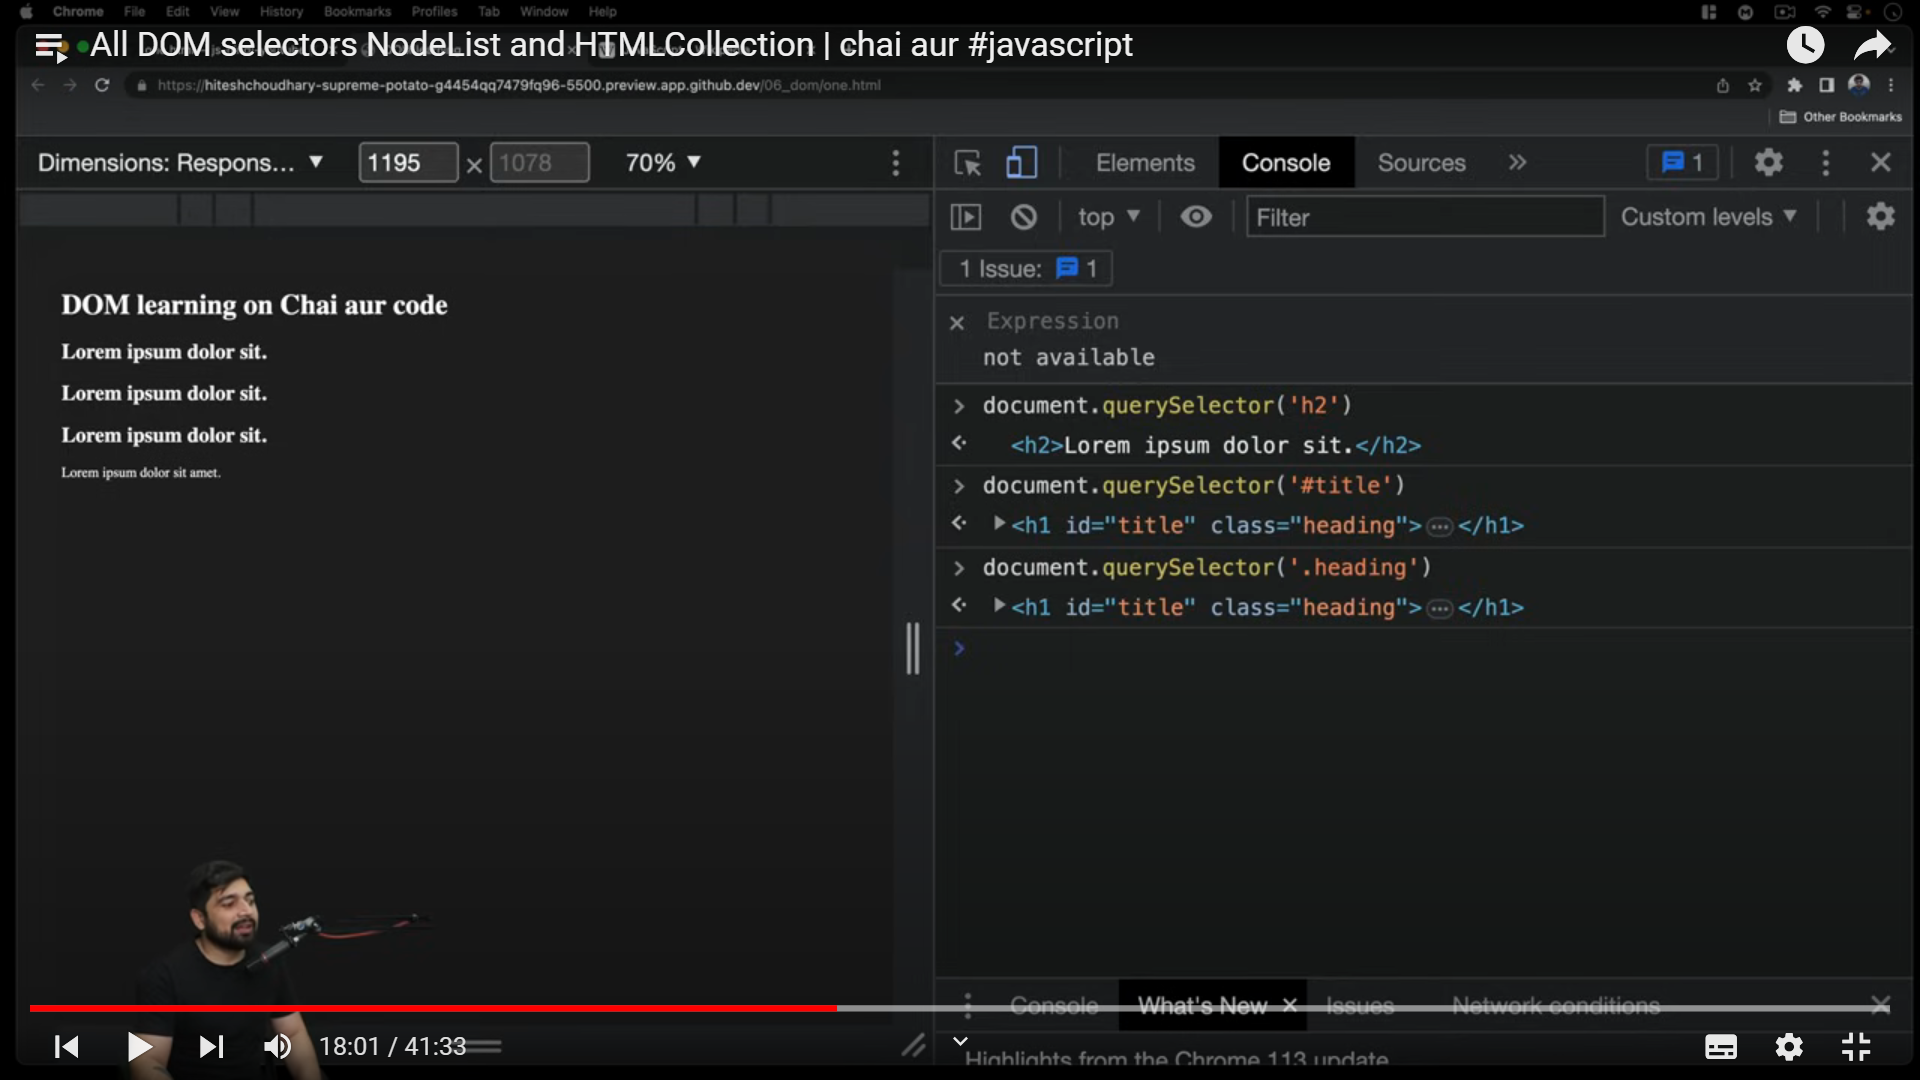 Chrome File Edit View History Bookmarks Profiles Tab Window Help
All DOM selectors NodeList and HTMLCollection | chai aur #javascript
https://hiteshchoudhary-supreme-potato-g4454qq7479fq96-5500.preview.app.github.dev/06_dom/one.html
Other Bookmarks
Dimensions: Respons... ▼ 1195 × 1078 70% ▼
Elements Console Sources » 1
top ▼ Filter Custom levels ▼
1 Issue: 1
DOM learning on Chai aur code
Lorem ipsum dolor sit.
Lorem ipsum dolor sit.
Lorem ipsum dolor sit.
Lorem ipsum dolor sit amet.
Expression
not available
document.querySelector('h2')
<h2>Lorem ipsum dolor sit.</h2>
document.querySelector('#title')
<h1 id="title" class="heading">…</h1>
document.querySelector('.heading')
<h1 id="title" class="heading">…</h1>
Console What's New × Issues Network conditions
18:01 / 41:33
Highlights from the Chrome 113 update